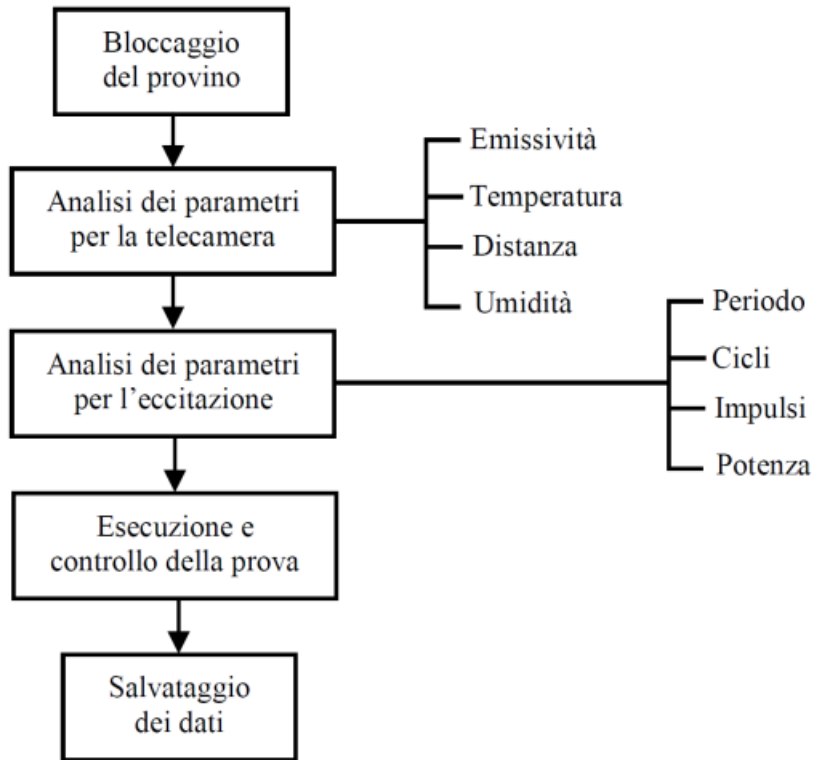 Bloccaggio
del provino
Analisi dei parametri
per la telecamera
Emissività
Temperatura
Distanza
Umidità
Analisi dei parametri
per l'eccitazione
Periodo
Cicli
Impulsi
Potenza
Esecuzione e
controllo della prova
Salvataggio
dei dati